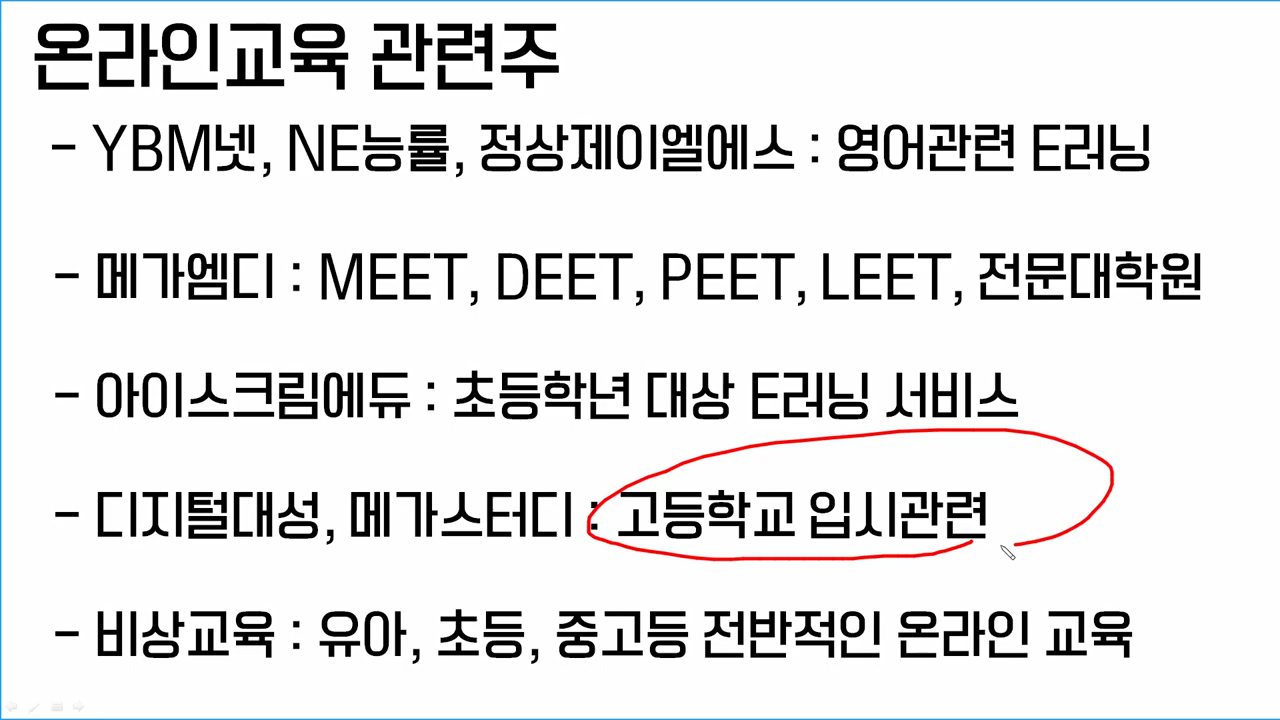 온라인교육 관련주
- YBM넷, NE능률, 정상제이엘에스 : 영어관련 E러닝
- 메가엠디 : MEET, DEET, PEET, LEET, 전문대학원
- 아이스크림에듀 : 초등학년 대상 E러닝 서비스
- 디지털대성, 메가스터디 : 고등학교 입시관련
- 비상교육 : 유아, 초등, 중고등 전반적인 온라인 교육